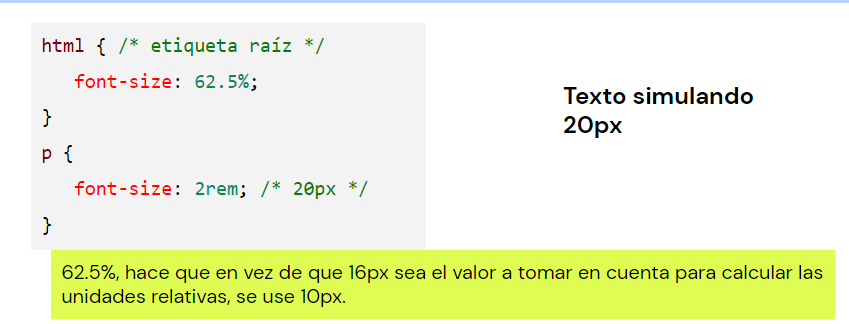 html { /* etiqueta raíz */
font-size: 62.5%;
}
p {
font-size: 2rem; /* 20px */
}
Texto simulando
20px
62.5%, hace que en vez de que 16px sea el valor a tomar en cuenta para calcular las
unidades relativas, se use 10px.